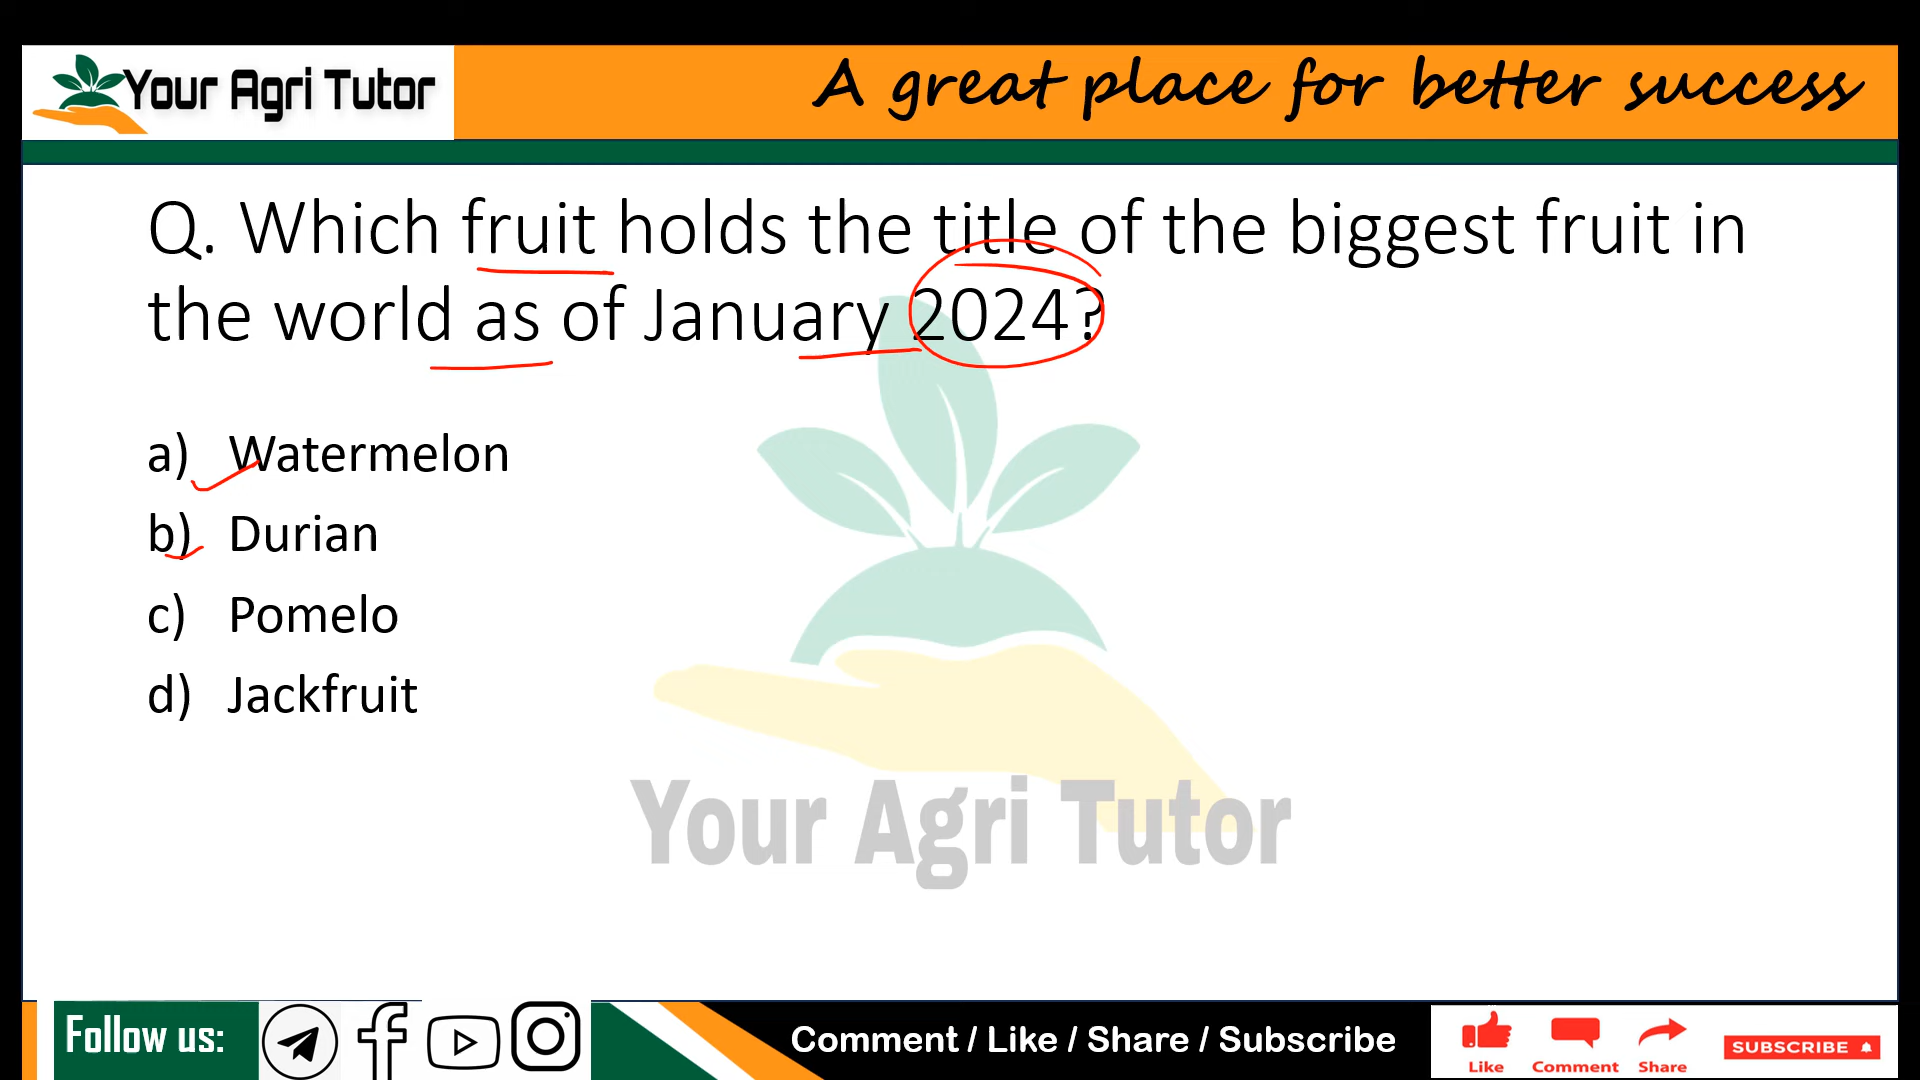 Your Agri Tutor
A great place for better success
Q. Which fruit holds the title of the biggest fruit in
the world as of January 2024?
a) Watermelon
b) Durian
c) Pomelo
d) Jackfruit
Your Agri Tutor
Follow us:
Comment / Like / Share / Subscribe
Like Comment Share SUBSCRIBE